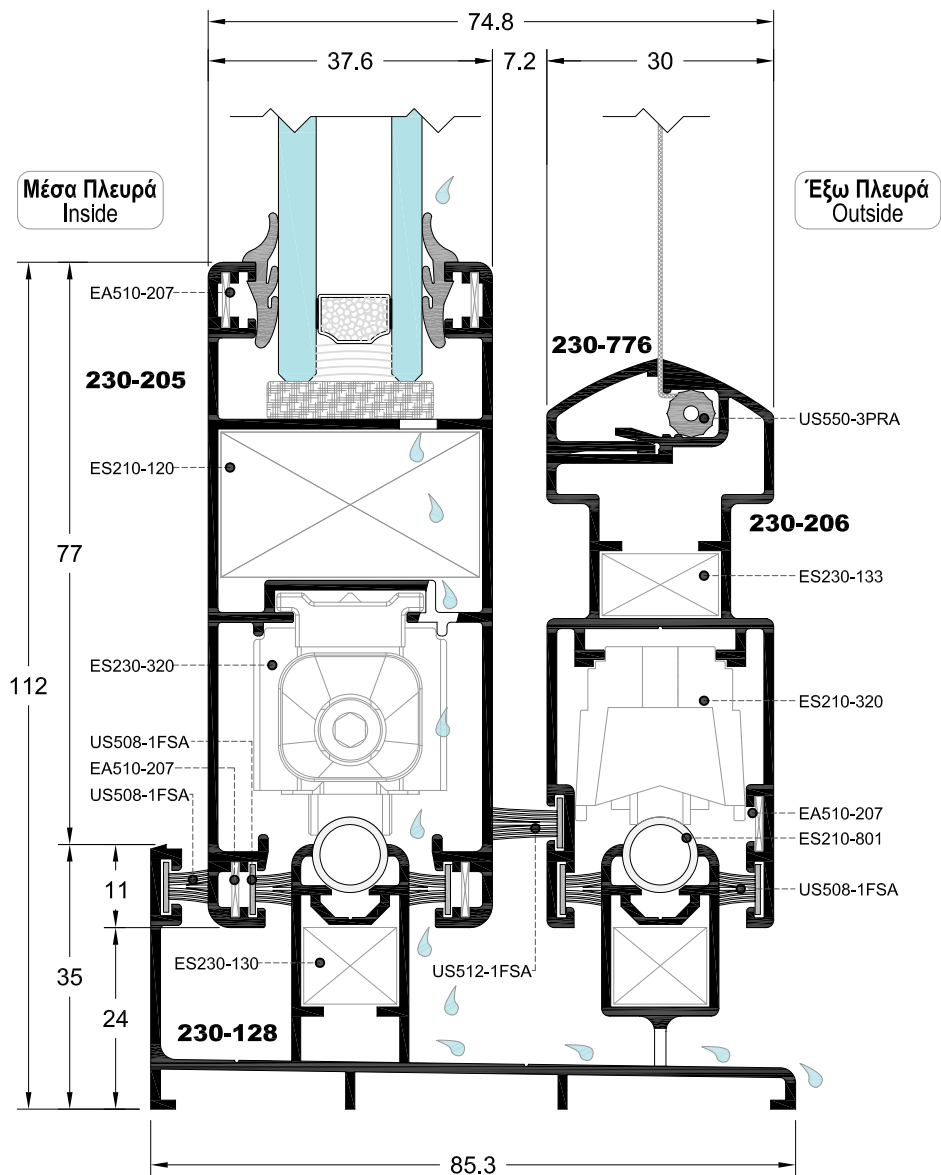 74.8
37.6
7.2
30
Μέσα Πλευρά
Inside
Έξω Πλευρά
Outside
EA510-207
230-776
230-205
US550-3PRA
ES210-120
230-206
77
ES230-133
112
ES230-320
ES210-320
US508-1FSA
EA510-207
US508-1FSA
EA510-207
ES210-801
11
US508-1FSA
35
ES230-130
US512-1FSA
24
230-128
85.3